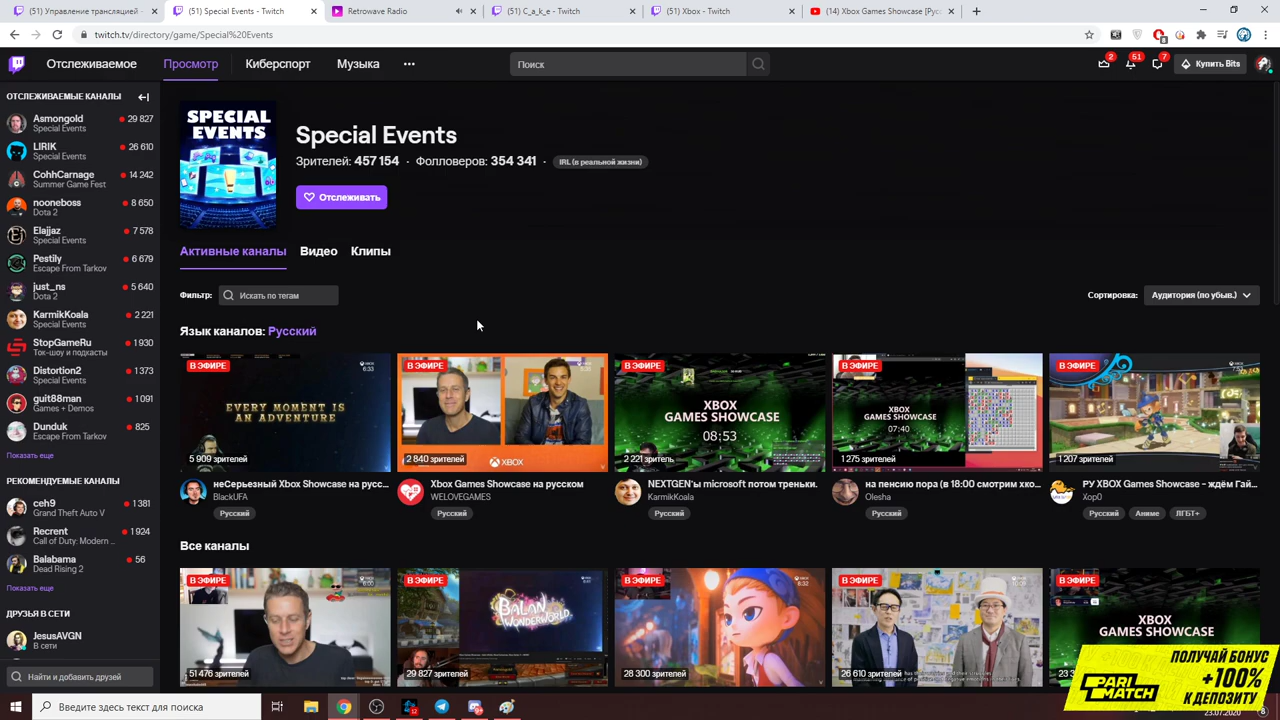 (51) Управление трансляцией
(51) Special Events - Twitch
Retrowave Radio
(51) C_a_k_e - Twitch
(51) Xbox - Twitch
(14) Xbox Games Showcase [Рус
twitch.tv/directory/game/Special%20Events
Отслеживаемое
Просмотр
Киберспорт
Музыка
Поиск
2
51
7
Купить Bits
ОТСЛЕЖИВАЕМЫЕ КАНАЛЫ
Asmongold 29 827
Special Events
LIRIK 26 610
Special Events
CohhCarnage 14 242
Summer Game Fest
nooneboss 8 650
Dota 2
Elajjaz 7 578
Special Events
Pestily 6 679
Escape From Tarkov
just_ns 5 640
Dota 2
KarmikKoala 2 221
Special Events
StopGameRu 1 930
Ток-шоу и подкасты
Distortion2 1 373
Special Events
guit88man 1 091
Games + Demos
Dunduk 825
Escape From Tarkov
Показать еще
РЕКОМЕНДУЕМЫЕ КАНАЛЫ
ceh9 1 381
Grand Theft Auto V
Recrent 1 924
Call of Duty: Modern ...
Balabama 56
Dead Rising 2
Показать еще
ДРУЗЬЯ В СЕТИ
JesusAVGN
В сети
Найти и добавить друзей
SPECIAL
EVENTS
Special Events
Зрителей: 457 154 · Фолловеров: 354 341 · IRL (в реальной жизни)
Отслеживать
Активные каналы
Видео
Клипы
Фильтр:
Искать по тегам
Сортировка:
Аудитория (по убыв.)
Язык каналов: Русский
В ЭФИРЕ
EVERY MOMENT IS
AN ADVENTURE
5 909 зрителей
неСерьезный Xbox Showcase на русс...
BlackUFA
Русский
В ЭФИРЕ
XBOX
2 840 зрителей
Xbox Games Showcase на русском
WELOVEGAMES
Русский
В ЭФИРЕ
XBOX
GAMES SHOWCASE
08:53
2 221 зритель
NEXTGEN'ы microsoft потом треньки.
KarmikKoala
Русский
В ЭФИРЕ
XBOX
GAMES SHOWCASE
07:40
1 275 зрителей
на пенсию пора (в 18:00 смотрим хко...
Olesha
Русский
В ЭФИРЕ
1 207 зрителей
РУ XBOX Games Showcase - ждём Гай...
Xop0
Русский
Аниме
ЛГБТ+
Все каналы
В ЭФИРЕ
51 476 зрителей
В ЭФИРЕ
BALAN
WONDERWORLD
29 827 зрителей
В ЭФИРЕ
28 300 зрителей
В ЭФИРЕ
26 610 зрителей
В ЭФИРЕ
XBOX
GAMES SHOWCASE
ПОЛУЧАЙ БОНУС
+100%
К ДЕПОЗИТУ
PARI
MATCH
Введите здесь текст для поиска
23.07.2020